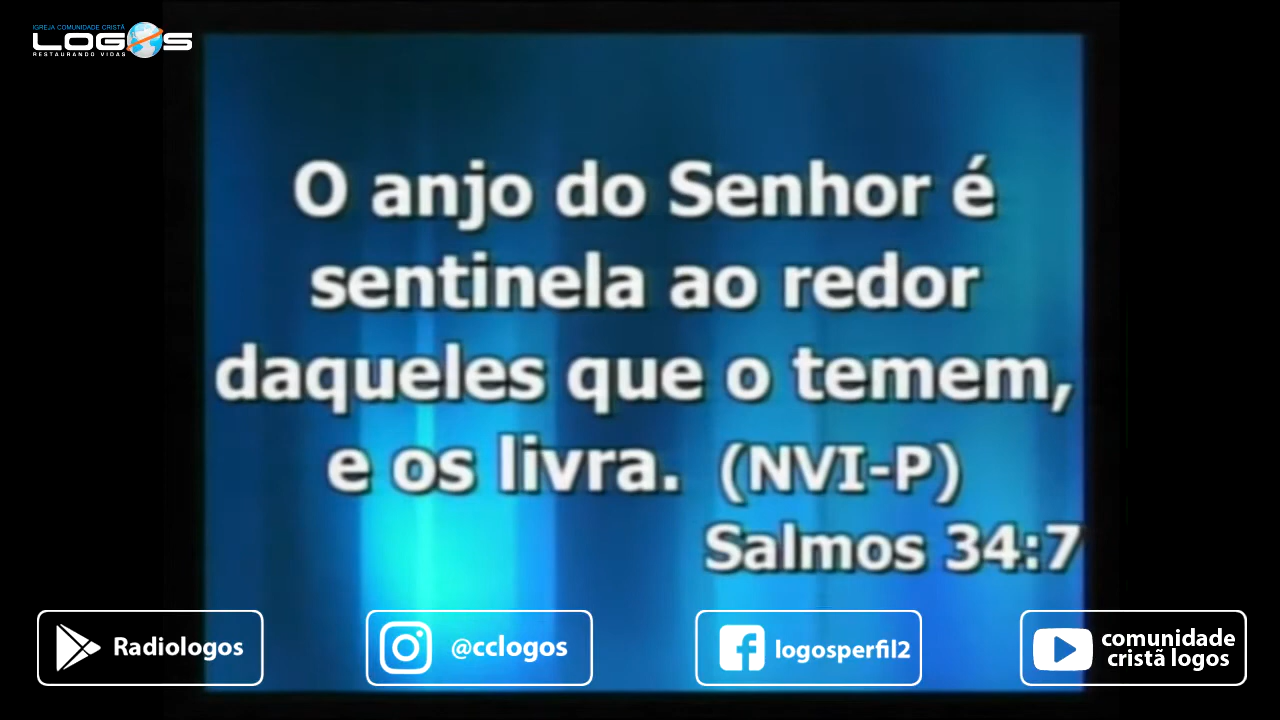 IGREJA COMUNIDADE CRISTÃ
LOGOS
RESTAURANDO VIDAS
O anjo do Senhor é
sentinela ao redor
daqueles que o temem,
e os livra. (NVI-P)
Salmos 34:7
Radiologos
@cclogos
logosperfil2
comunidade
cristã logos